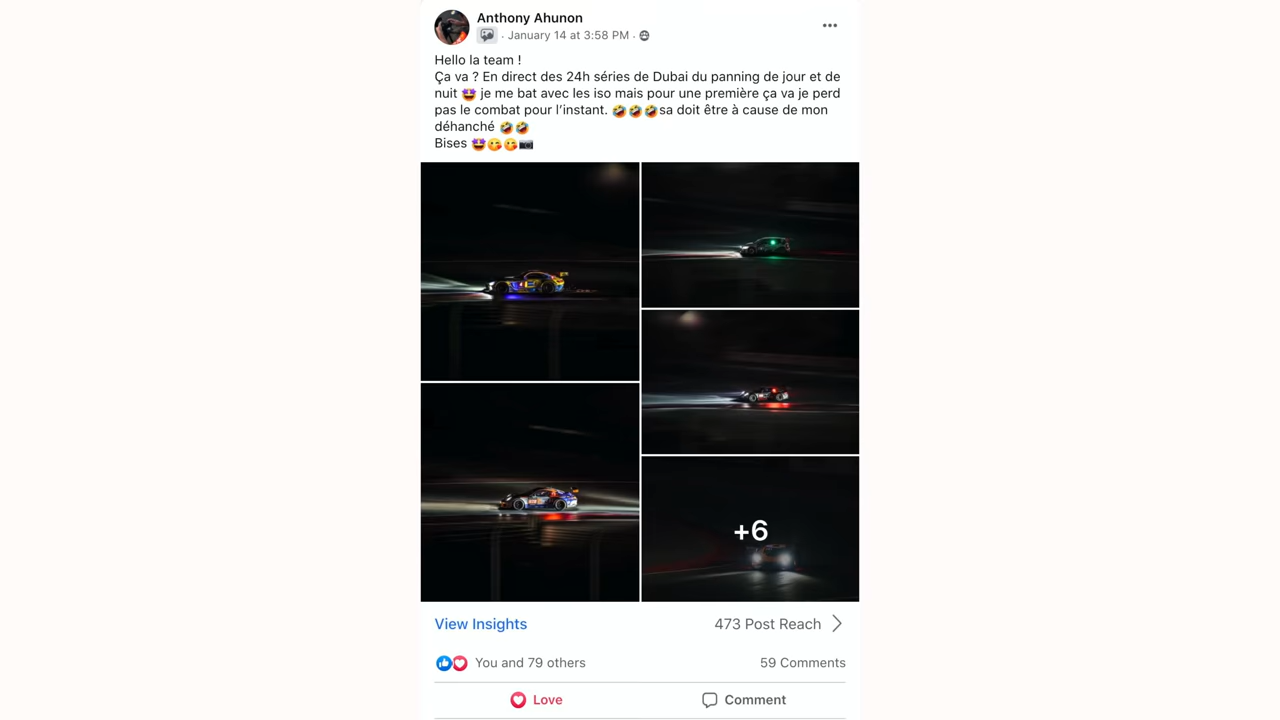 Anthony Ahunon
· January 14 at 3:58 PM ·
Hello la team !
Ça va ? En direct des 24h séries de Dubai du panning de jour et de
nuit 🤩 je me bat avec les iso mais pour une première ça va je perd
pas le combat pour l’instant. 🤣🤣🤣sa doit être à cause de mon
déhanché 🤣🤣
Bises 🤩😘😘📷
+6
View Insights
473 Post Reach
You and 79 others
59 Comments
Love
Comment